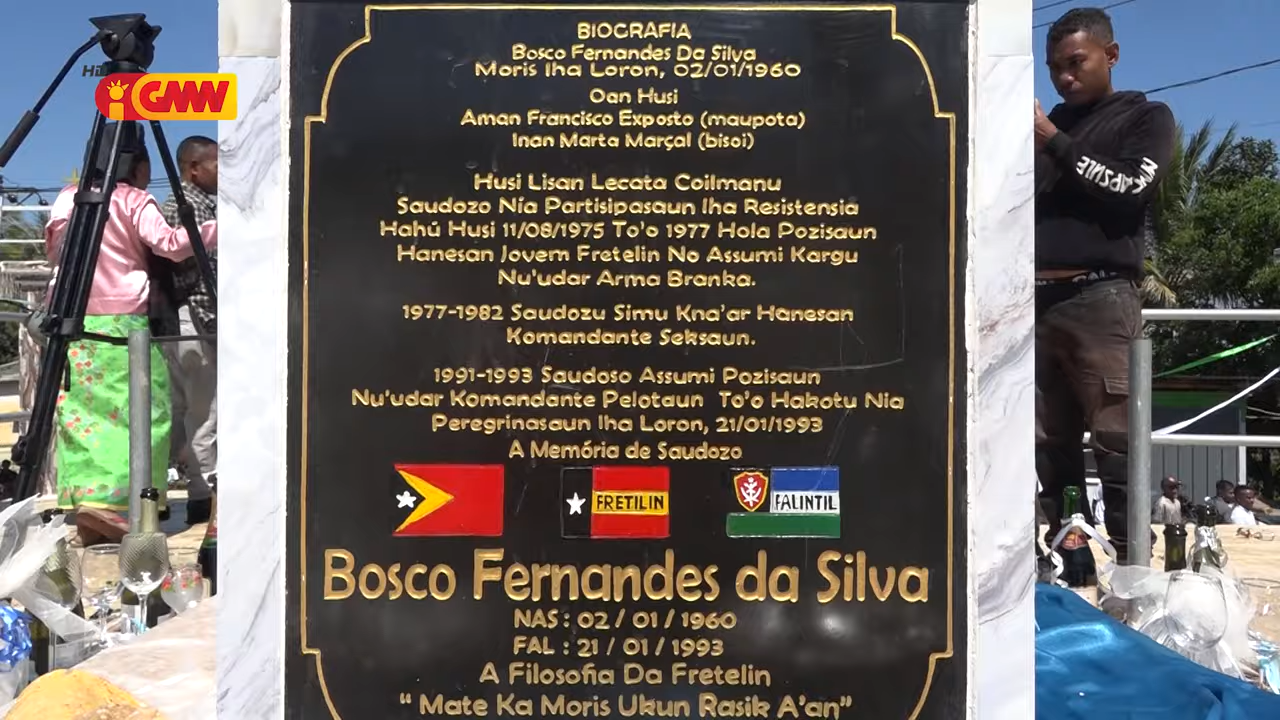 HD
GMN
BIOGRAFIA
Bosco Fernandes Da Silva
Moris Iha Loron, 02/01/1960
Oan Husi
Aman Francisco Exposto (maupota)
Inan Marta Marçal (bisoi)
Husi Lisan Lecata Coilmanu
Saudozo Nia Partisipasaun Iha Resistensia
Hahú Husi 11/08/1975 To'o 1977 Hola Pozisaun
Hanesan Jovem Fretelin No Assumi Kargu
Nu'udar Arma Branka.
1977-1982 Saudozu Simu Kna'ar Hanesan
Komandante Seksaun.
1991-1993 Saudoso Assumi Pozisaun
Nu'udar Komandante Pelotaun To'o Hakotu Nia
Peregrinasaun Iha Loron, 21/01/1993
A Memória de Saudozo
FRETILIN
FALINTIL
Bosco Fernandes da Silva
NAS : 02 / 01 / 1960
FAL : 21 / 01 / 1993
A Filosofia Da Fretelin
“ Mate Ka Moris Ukun Rasik A'an”